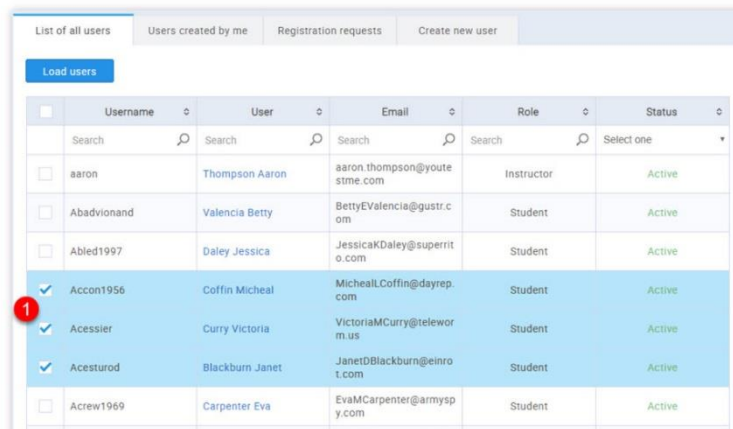 List of all users Users created by me Registration requests Create new user
Load users
Username User Email Role Status
Search Search Search Search Select one
aaron Thompson Aaron aaron.thompson@youte
stme.com Instructor Active
Abadvionand Valencia Betty BettyEValencia@gustr.c
om Student Active
Abled1997 Daley Jessica JessicaKDaley@superrit
o.com Student Active
1
Accon1956 Coffin Micheal MichealLCoffin@dayrep.
com Student Active
Acessier Curry Victoria VictoriaMCurry@telewor
m.us Student Active
Acesturod Blackburn Janet JanetDBlackburn@einro
t.com Student Active
Acrew1969 Carpenter Eva EvaMCarpenter@armysp
y.com Student Active